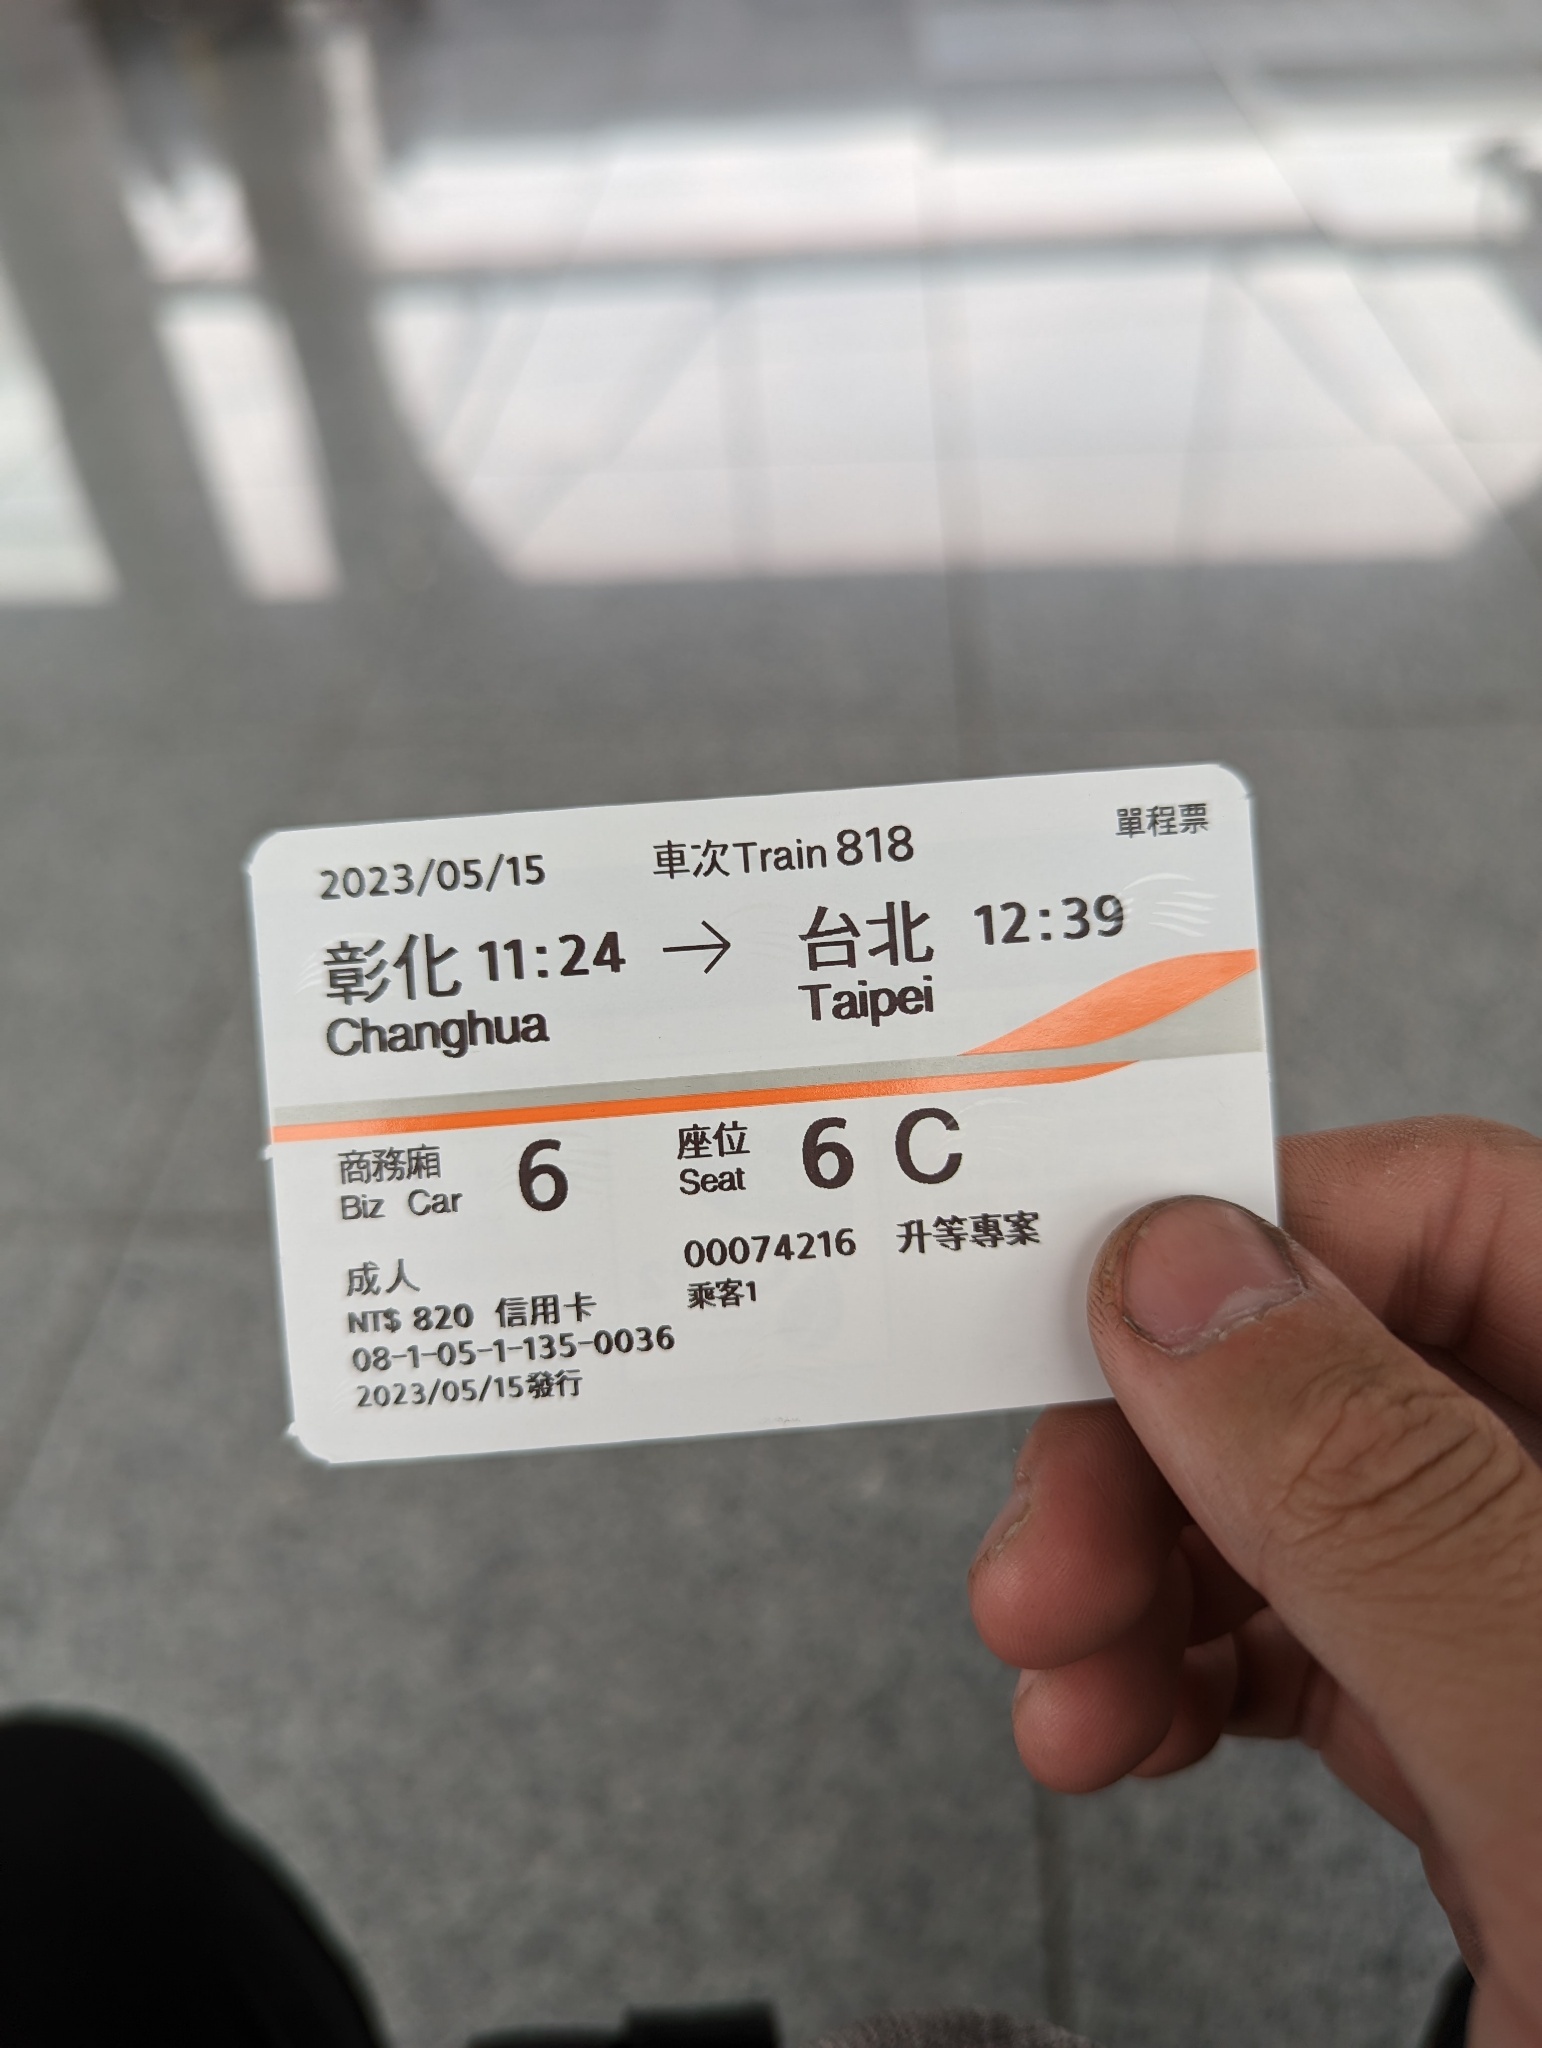 2023/05/15 車次Train 818 單程票
彰化 11:24 → 台北 12:39
Changhua Taipei
商務廂 6 座位 6 C
Biz Car Seat
成人 00074216 升等專案
NT$ 820 信用卡 乘客1
08-1-05-1-135-0036
2023/05/15發行